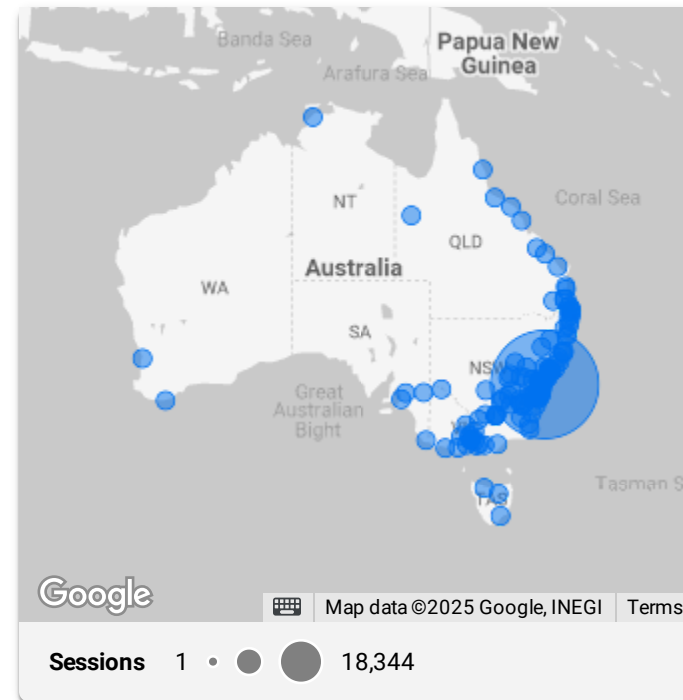 Banda Sea
Papua New
Guinea
Arafura Sea
Coral Sea
NT
QLD
Australia
WA
SA
NSW
Great
Australian
Bight
TAS
Tasman S
Google
Map data ©2025 Google, INEGI
Terms
Sessions 1 18,344